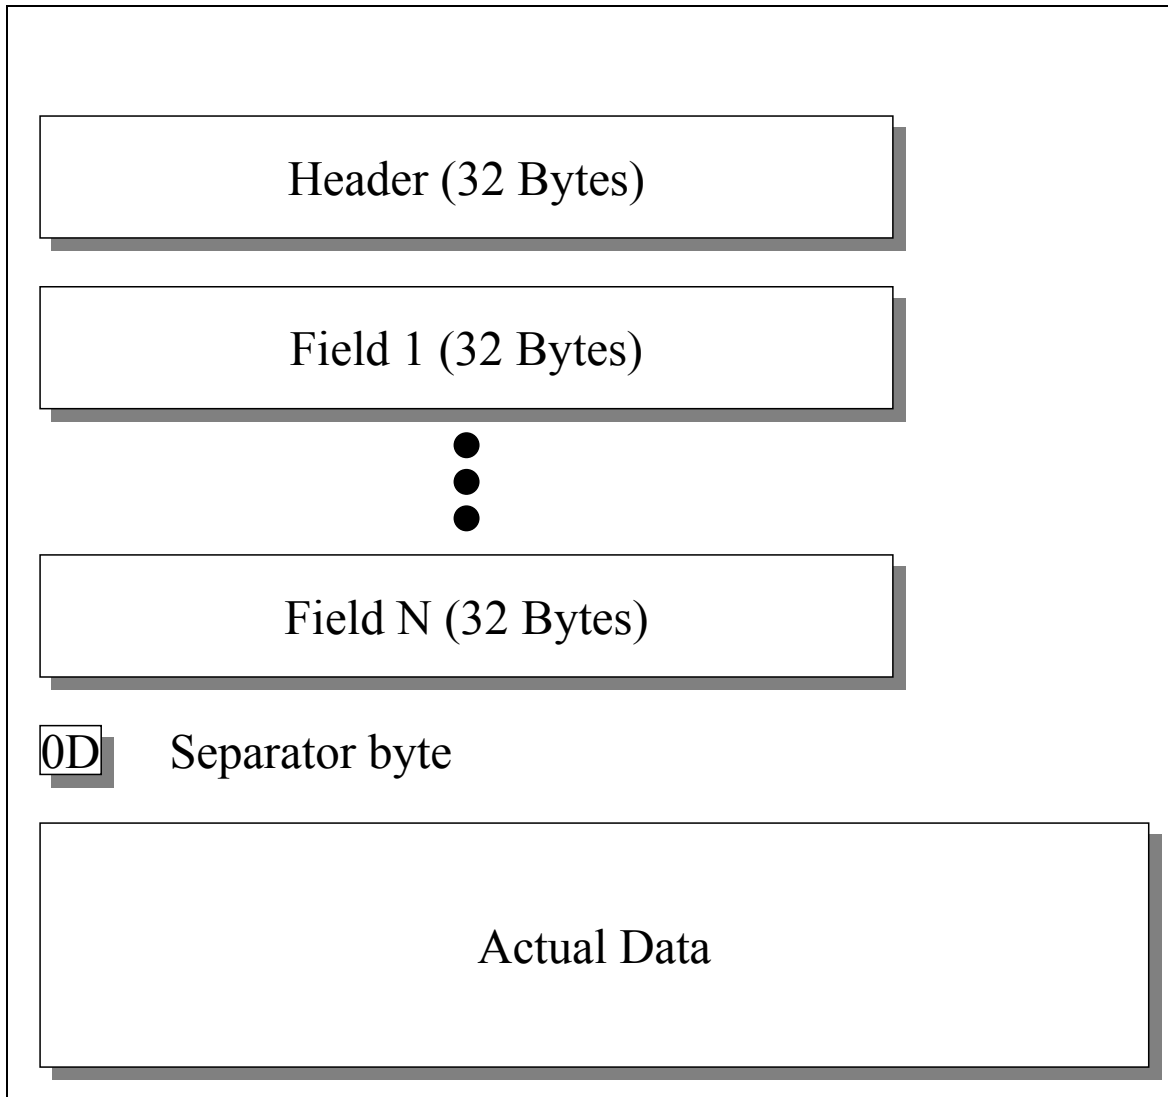 Header (32 Bytes)
Field 1 (32 Bytes)
Field N (32 Bytes)
0D Separator byte
Actual Data